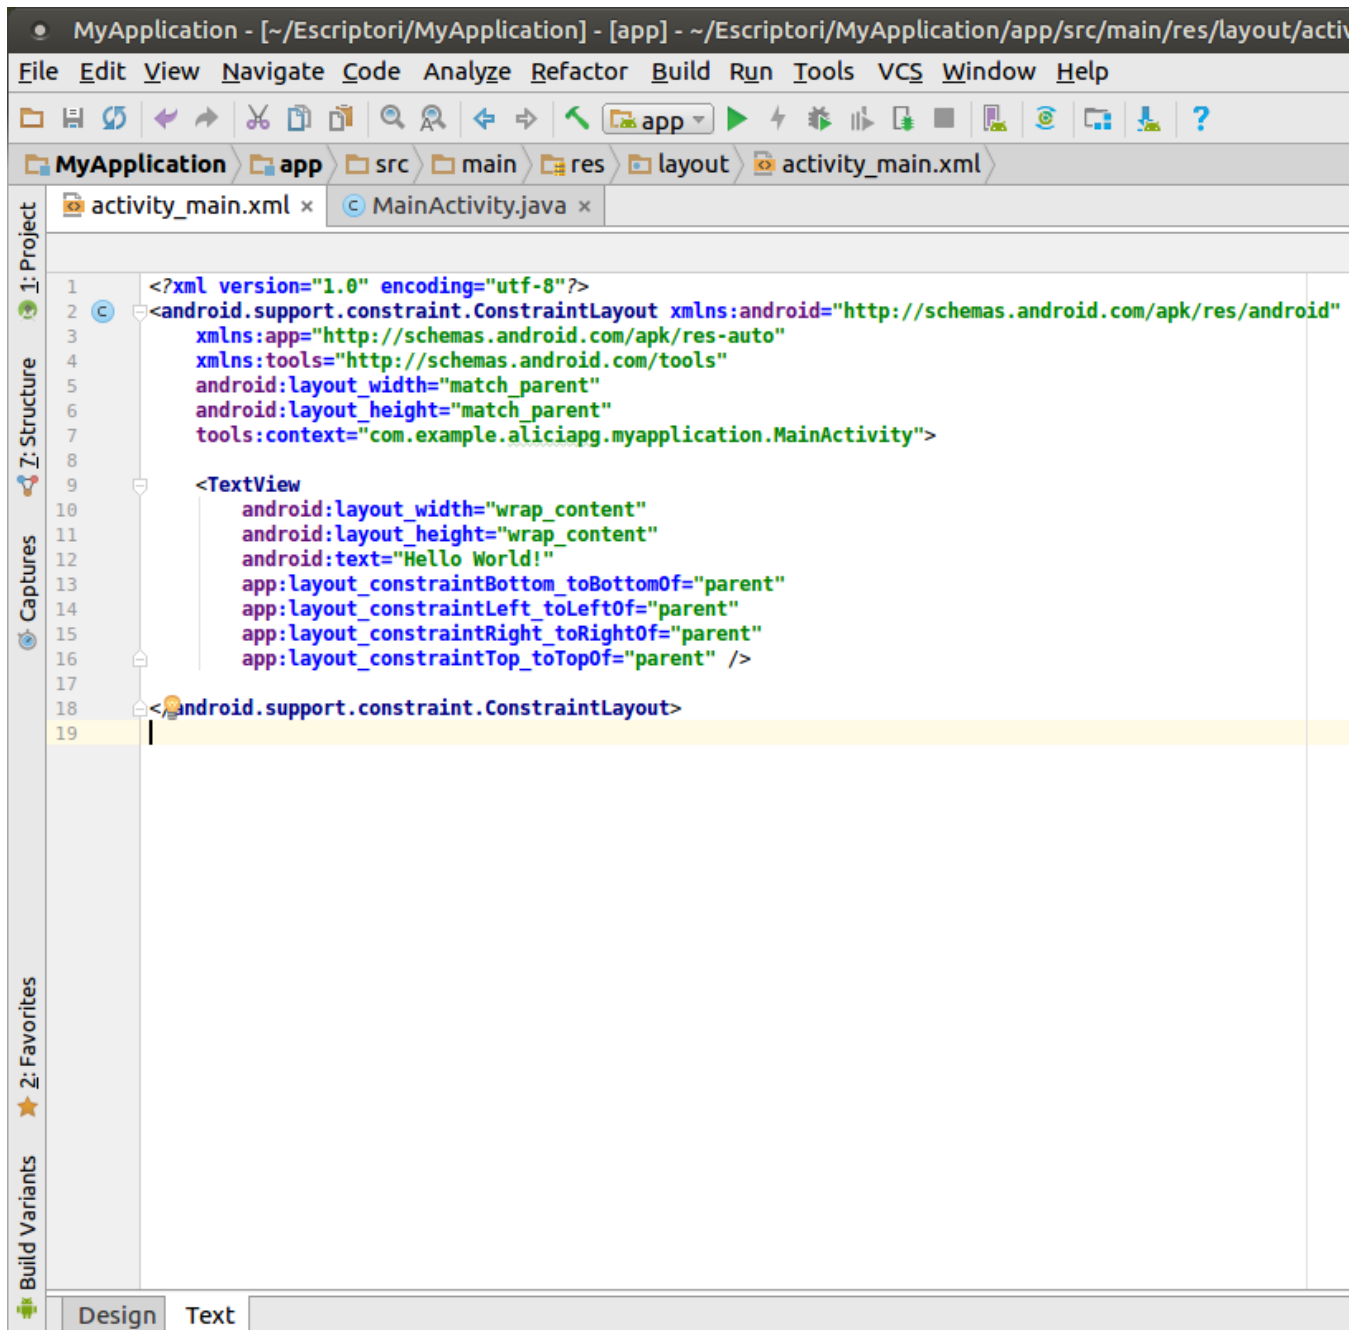 MyApplication - [~/Escriptori/MyApplication] - [app] - ~/Escriptori/MyApplication/app/src/main/res/layout/activ
File Edit View Navigate Code Analyze Refactor Build Run Tools VCS Window Help
app
MyApplication app src main res layout activity_main.xml
activity_main.xml × MainActivity.java ×
1: Project
7: Structure
Captures
2: Favorites
Build Variants
1 <?xml version="1.0" encoding="utf-8"?>
2 <android.support.constraint.ConstraintLayout xmlns:android="http://schemas.android.com/apk/res/android"
3 xmlns:app="http://schemas.android.com/apk/res-auto"
4 xmlns:tools="http://schemas.android.com/tools"
5 android:layout_width="match_parent"
6 android:layout_height="match_parent"
7 tools:context="com.example.aliciapg.myapplication.MainActivity">
8
9 <TextView
10 android:layout_width="wrap_content"
11 android:layout_height="wrap_content"
12 android:text="Hello World!"
13 app:layout_constraintBottom_toBottomOf="parent"
14 app:layout_constraintLeft_toLeftOf="parent"
15 app:layout_constraintRight_toRightOf="parent"
16 app:layout_constraintTop_toTopOf="parent" />
17
18 </android.support.constraint.ConstraintLayout>
19
Design Text